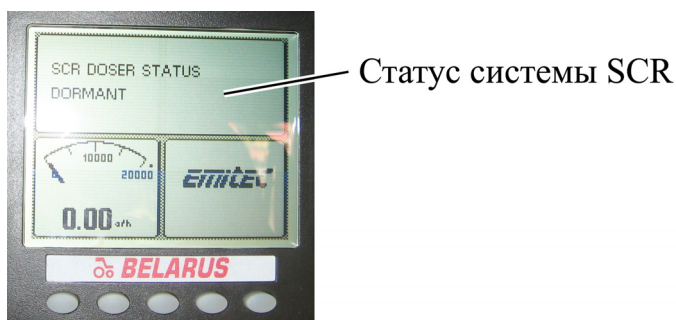 SCR DOSER STATUS
DORMANT
Статус системы SCR
10000
20000
0.00
Emitec
BELARUS